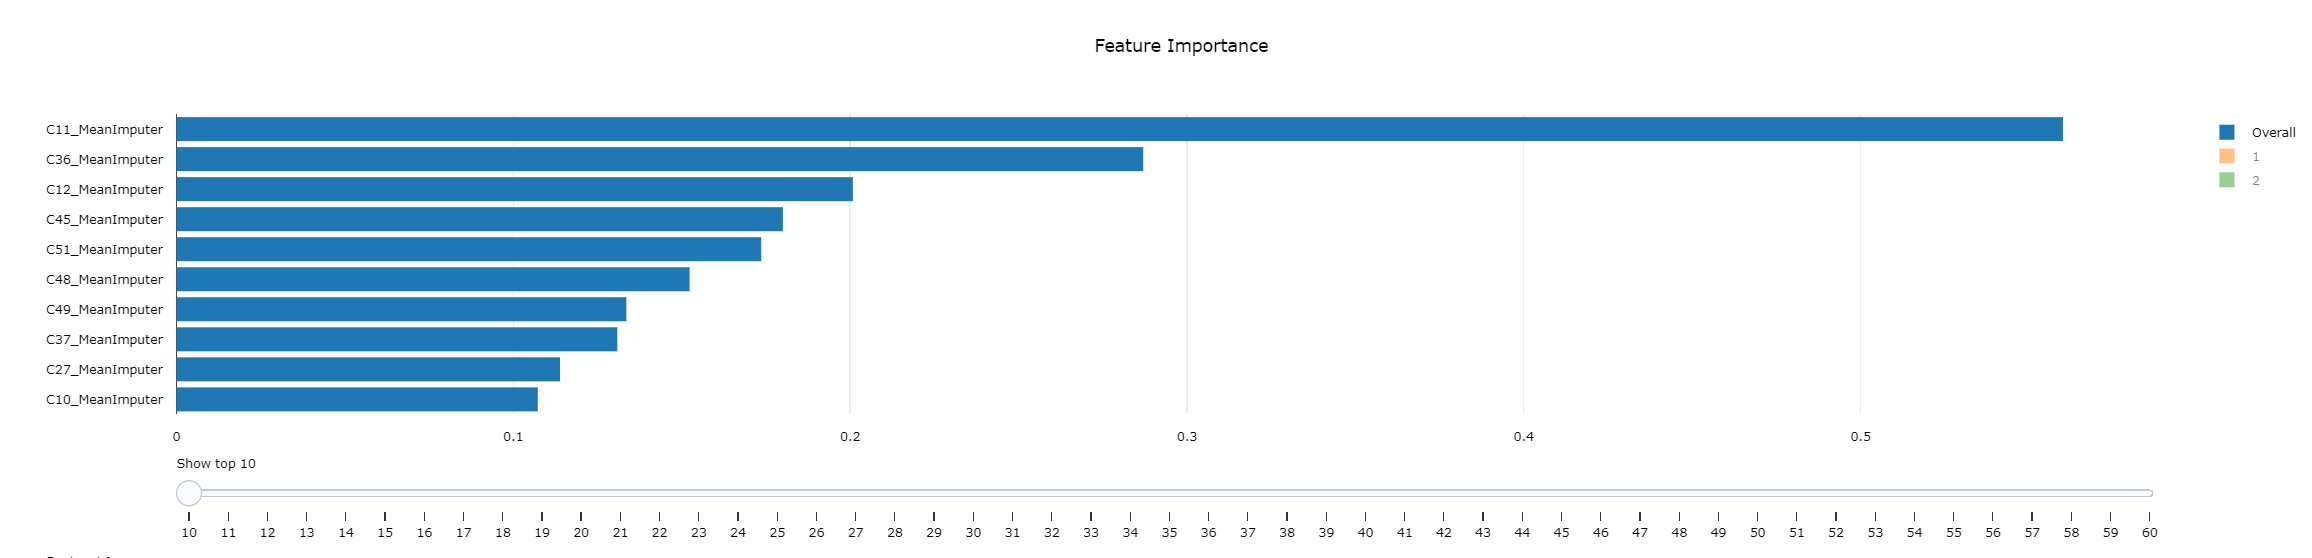 Feature Importance
C11_MeanImputer
C36_MeanImputer
C12_MeanImputer
C45_MeanImputer
C51_MeanImputer
C48_MeanImputer
C49_MeanImputer
C37_MeanImputer
C27_MeanImputer
C10_MeanImputer
0 0.1 0.2 0.3 0.4 0.5
Overall
1
2
Show top 10
10 11 12 13 14 15 16 17 18 19 20 21 22 23 24 25 26 27 28 29 30 31 32 33 34 35 36 37 38 39 40 41 42 43 44 45 46 47 48 49 50 51 52 53 54 55 56 57 58 59 60